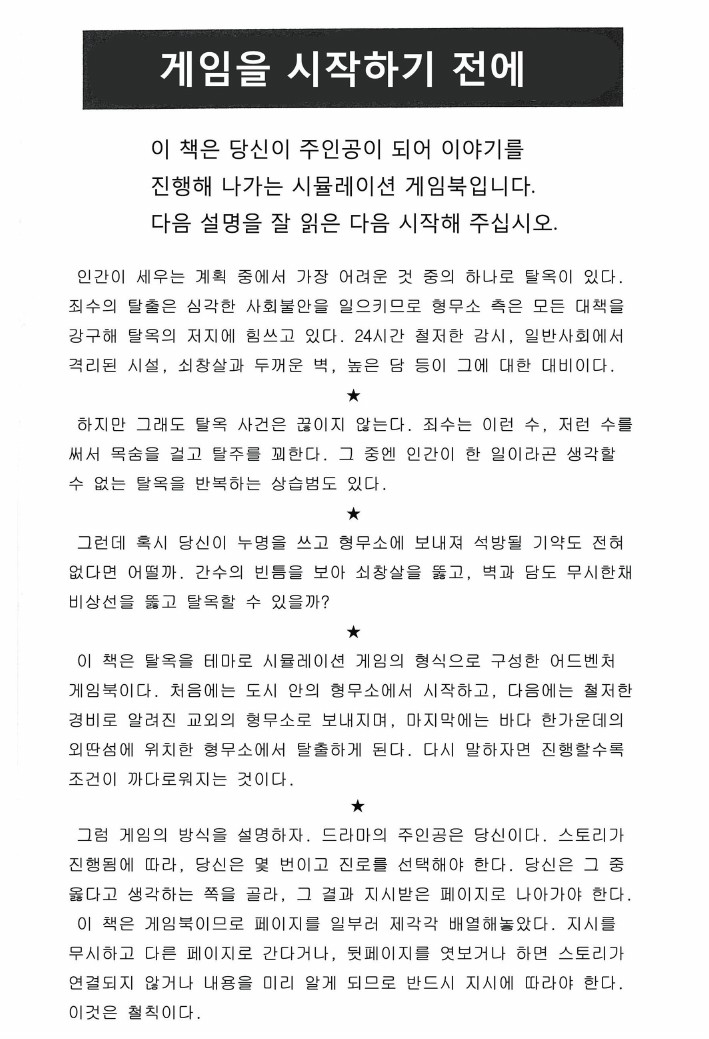 게임을 시작하기 전에
이 책은 당신이 주인공이 되어 이야기를
진행해 나가는 시뮬레이션 게임북입니다.
다음 설명을 잘 읽은 다음 시작해 주십시오.
인간이 세우는 계획 중에서 가장 어려운 것 중의 하나로 탈옥이 있다.
죄수의 탈출은 심각한 사회불안을 일으키므로 형무소 측은 모든 대책을
강구해 탈옥의 저지에 힘쓰고 있다. 24시간 철저한 감시, 일반사회에서
격리된 시설, 쇠창살과 두꺼운 벽, 높은 담 등이 그에 대한 대비이다.
★
하지만 그래도 탈옥 사건은 끊이지 않는다. 죄수는 이런 수, 저런 수를
써서 목숨을 걸고 탈주를 꾀한다. 그 중엔 인간이 한 일이라곤 생각할
수 없는 탈옥을 반복하는 상습범도 있다.
★
그런데 혹시 당신이 누명을 쓰고 형무소에 보내져 석방될 기약도 전혀
없다면 어떨까. 간수의 빈틈을 보아 쇠창살을 뚫고, 벽과 담도 무시한채
비상선을 뚫고 탈옥할 수 있을까?
★
이 책은 탈옥을 테마로 시뮬레이션 게임의 형식으로 구성한 어드벤처
게임북이다. 처음에는 도시 안의 형무소에서 시작하고, 다음에는 철저한
경비로 알려진 교외의 형무소로 보내지며, 마지막에는 바다 한가운데의
외딴섬에 위치한 형무소에서 탈출하게 된다. 다시 말하자면 진행할수록
조건이 까다로워지는 것이다.
★
그럼 게임의 방식을 설명하자. 드라마의 주인공은 당신이다. 스토리가
진행됨에 따라, 당신은 몇 번이고 진로를 선택해야 한다. 당신은 그 중
옳다고 생각하는 쪽을 골라, 그 결과 지시받은 페이지로 나아가야 한다.
이 책은 게임북이므로 페이지를 일부러 제각각 배열해놓았다. 지시를
무시하고 다른 페이지로 간다거나, 뒷페이지를 엿보거나 하면 스토리가
연결되지 않거나 내용을 미리 알게 되므로 반드시 지시에 따라야 한다.
이것은 철칙이다.